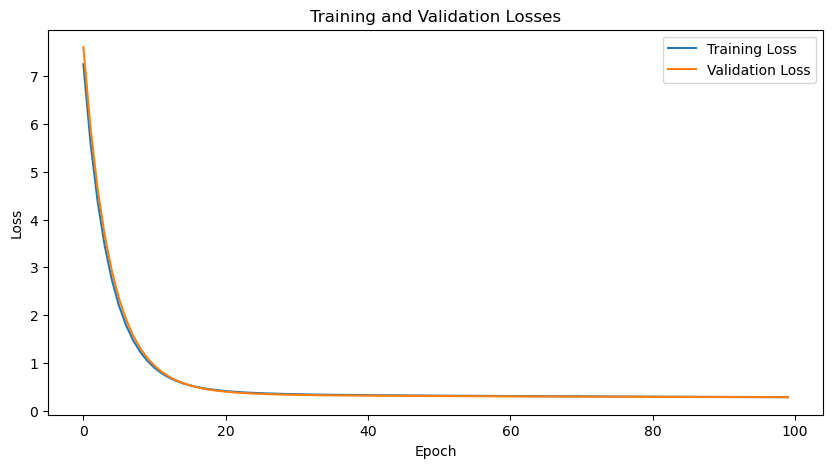 Training and Validation Losses
Training Loss
Validation Loss
7
6
5
4
3
2
1
0
Loss
0 20 40 60 80 100
Epoch